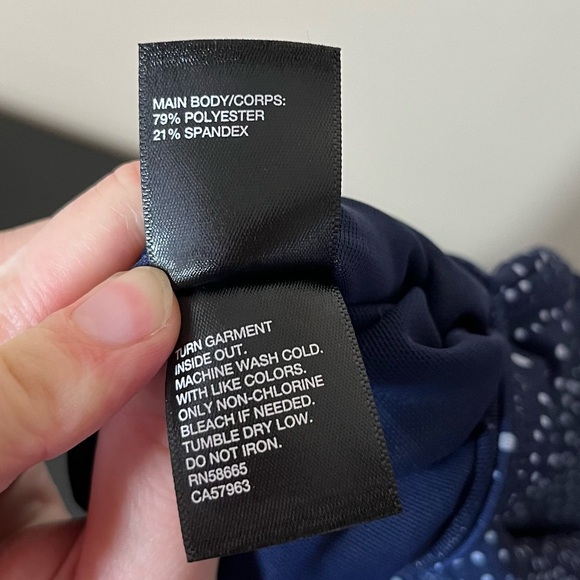 MAIN BODY/CORPS:
79% POLYESTER
21% SPANDEX
TURN GARMENT
INSIDE OUT.
MACHINE WASH COLD.
WITH LIKE COLORS.
ONLY NON-CHLORINE
BLEACH IF NEEDED.
TUMBLE DRY LOW.
DO NOT IRON.
RN58665
CA57963